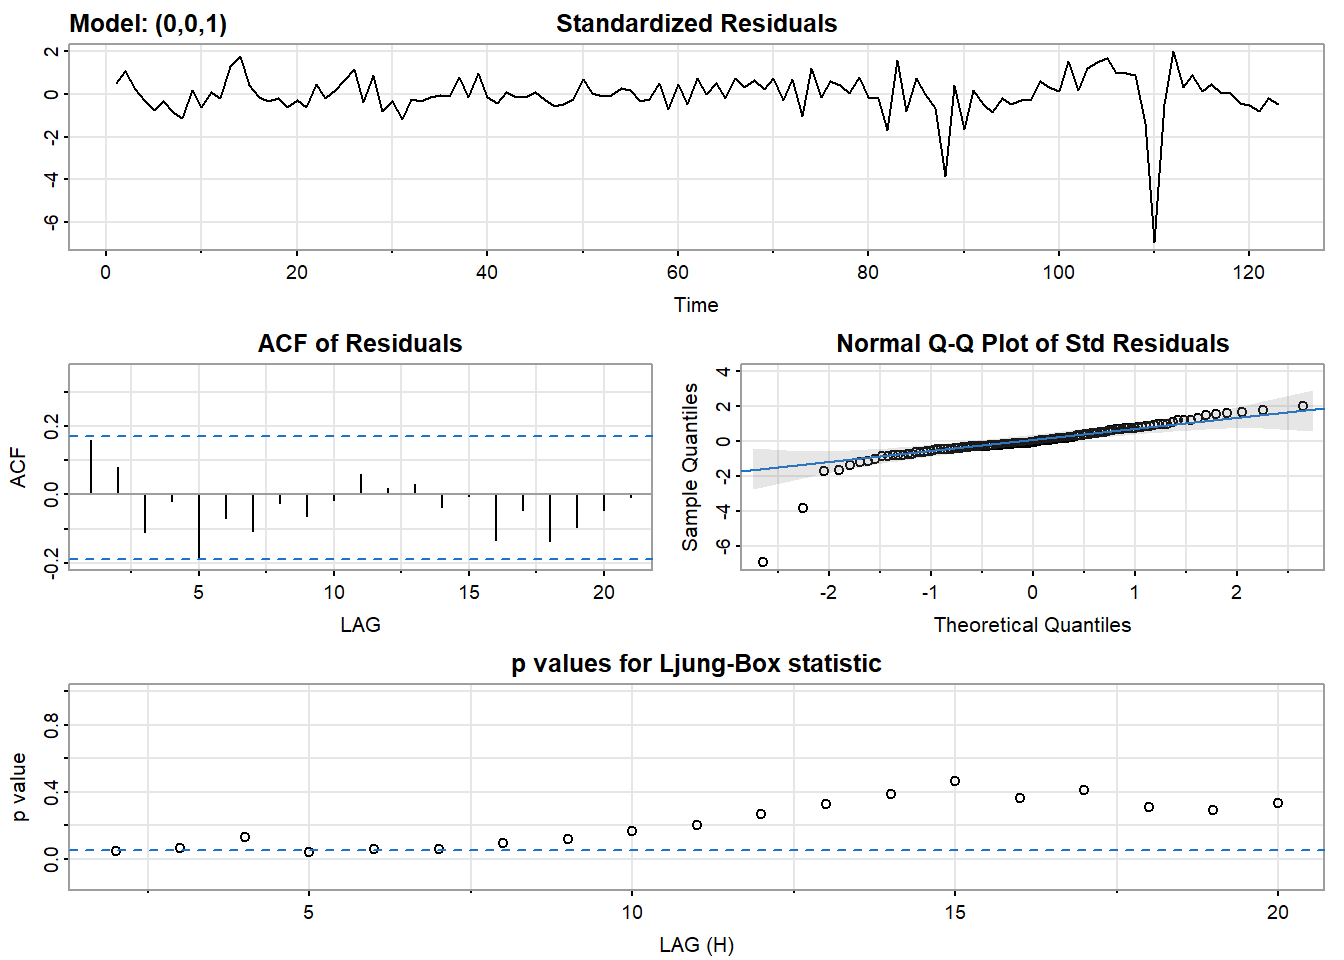 Model: (0,0,1) Standardized Residuals
2
0
-2
-4
-6
0 20 40 60 80 100 120
Time
ACF of Residuals
ACF
0.2
0.0
-0.2
5 10 15 20
LAG
Normal Q-Q Plot of Std Residuals
Sample Quantiles
4
2
0
-2
-4
-6
-2 -1 0 1 2
Theoretical Quantiles
p values for Ljung-Box statistic
p value
0.8
0.4
0.0
5 10 15 20
LAG (H)